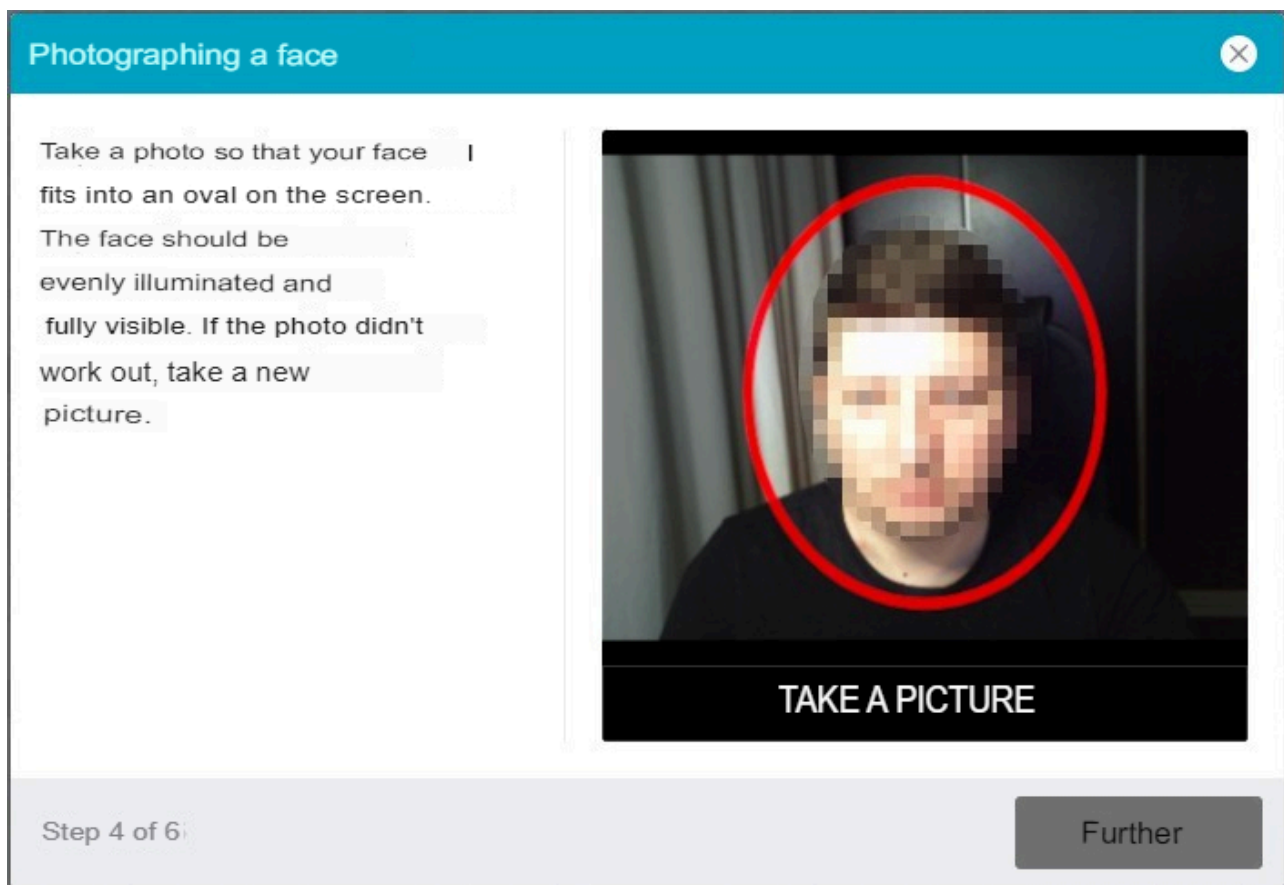 Photographing a face
Take a photo so that your face
fits into an oval on the screen.
The face should be
evenly illuminated and
fully visible. If the photo didn't
work out, take a new
picture.
TAKE A PICTURE
Step 4 of 6
Further